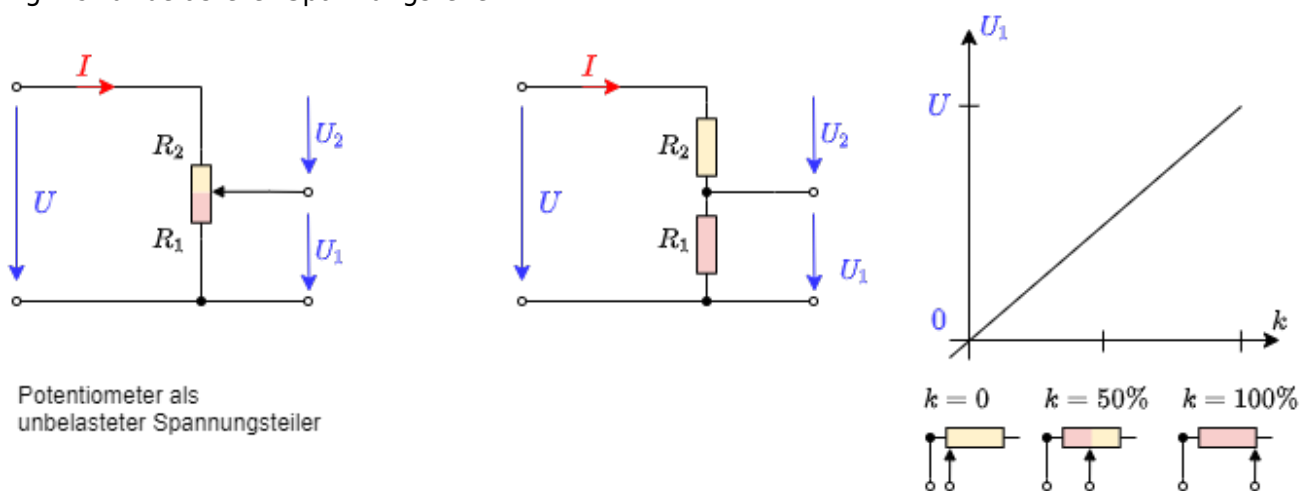 I
U
R₂
R₁
U₂
U₁
Potentiometer als
unbelasteter Spannungsteiler
I
U
R₂
R₁
U₂
U₁
U₁
U
0
k
k = 0 k = 50% k = 100%